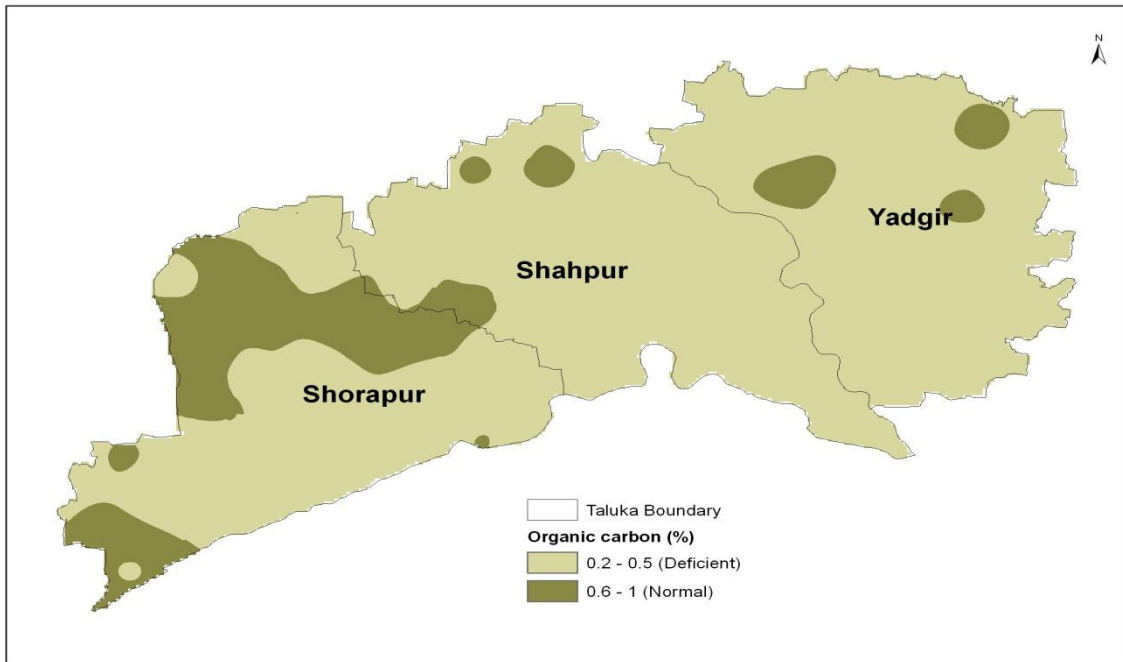 N
Yadgir
Shahpur
Shorapur
Taluka Boundary
Organic carbon (%)
0.2 - 0.5 (Deficient)
0.6 - 1 (Normal)